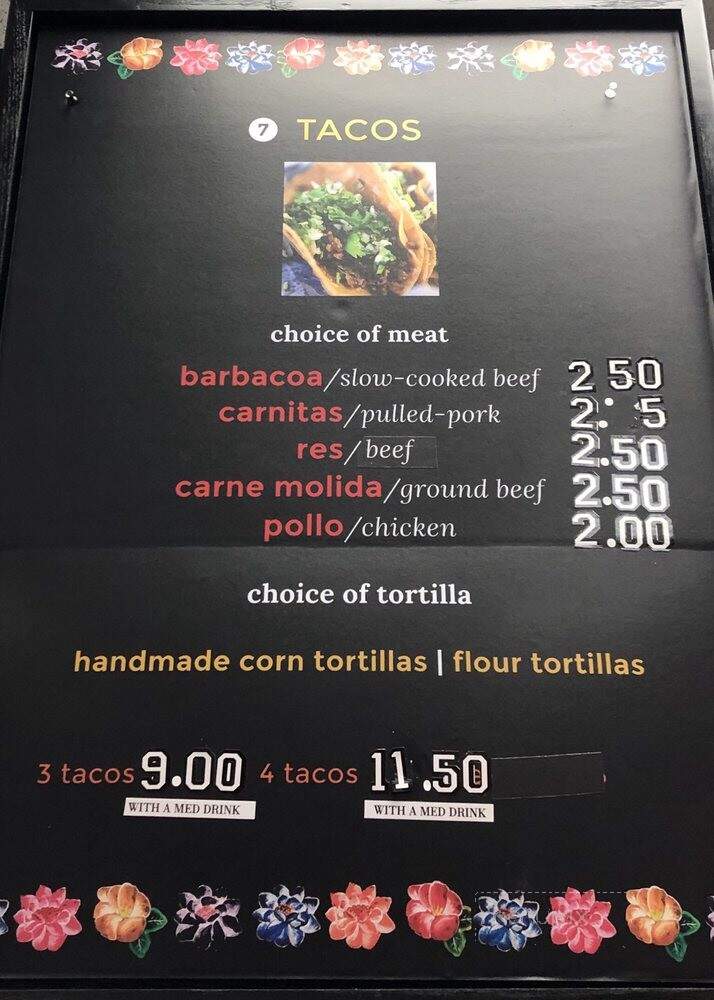 7 TACOS
choice of meat
barbacoa/slow-cooked beef 2 50
carnitas/pulled-pork 2. 5
res/beef 2.50
carne molida/ground beef 2.50
pollo/chicken 2.00
choice of tortilla
handmade corn tortillas | flour tortillas
3 tacos 9.00 4 tacos 11.50
WITH A MED DRINK WITH A MED DRINK